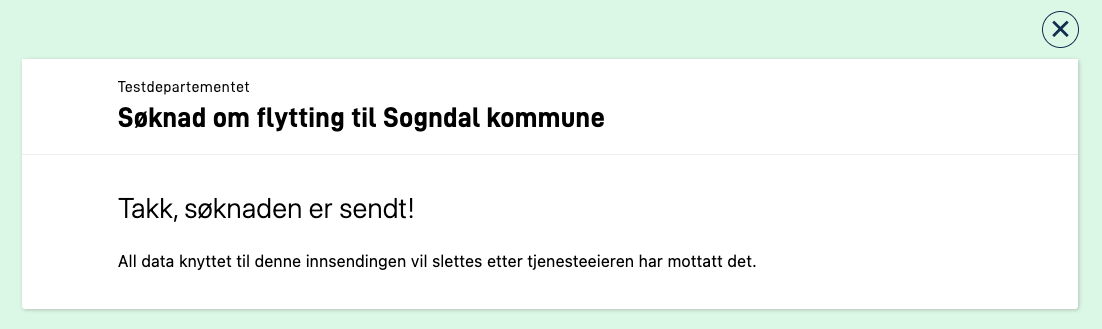 Testdepartementet
Søknad om flytting til Sogndal kommune
Takk, søknaden er sendt!
All data knyttet til denne innsendingen vil slettes etter tjenesteeieren har mottatt det.